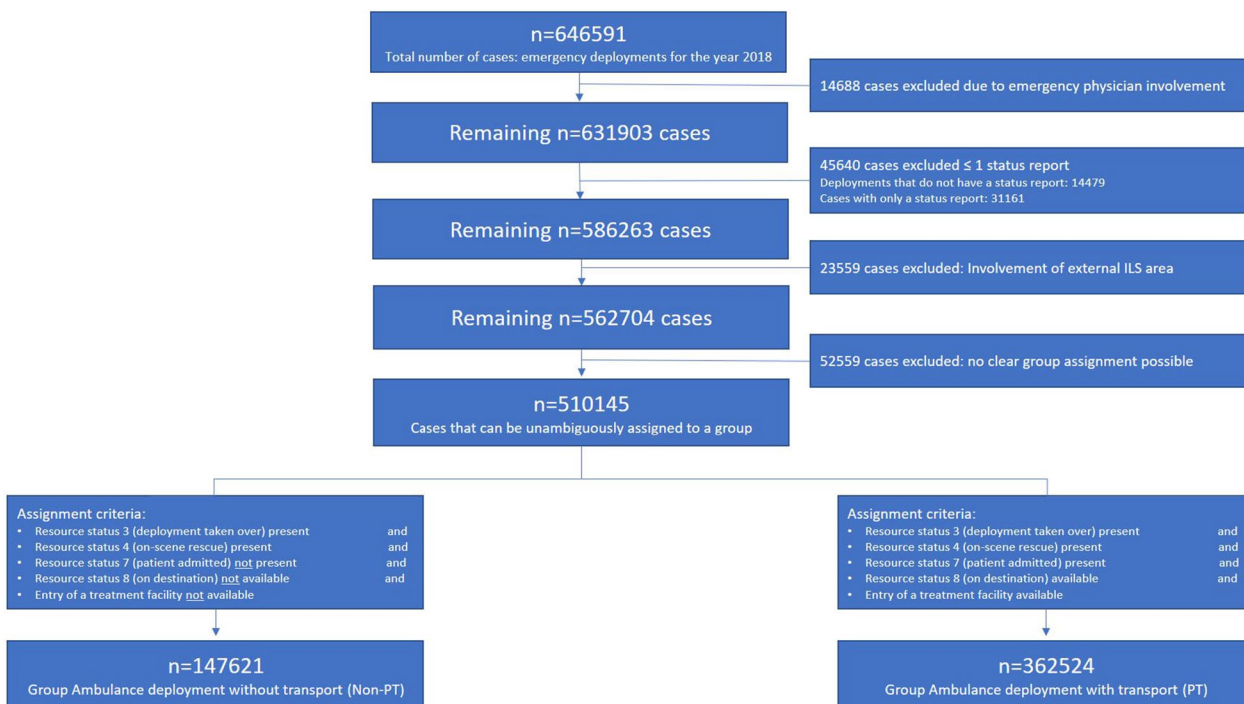 n=646591
Total number of cases: emergency deployments for the year 2018
14688 cases excluded due to emergency physician involvement
Remaining n=631903 cases
45640 cases excluded ≤ 1 status report
Deployments that do not have a status report: 14479
Cases with only a status report: 31161
Remaining n=586263 cases
23559 cases excluded: Involvement of external ILS area
Remaining n=562704 cases
52559 cases excluded: no clear group assignment possible
n=510145
Cases that can be unambiguously assigned to a group
Assignment criteria:
• Resource status 3 (deployment taken over) present and
• Resource status 4 (on-scene rescue) present and
• Resource status 7 (patient admitted) not present and
• Resource status 8 (on destination) not available and
• Entry of a treatment facility not available
n=147621
Group Ambulance deployment without transport (Non-PT)
Assignment criteria:
• Resource status 3 (deployment taken over) present and
• Resource status 4 (on-scene rescue) present and
• Resource status 7 (patient admitted) present and
• Resource status 8 (on destination) available and
• Entry of a treatment facility available
n=362524
Group Ambulance deployment with transport (PT)